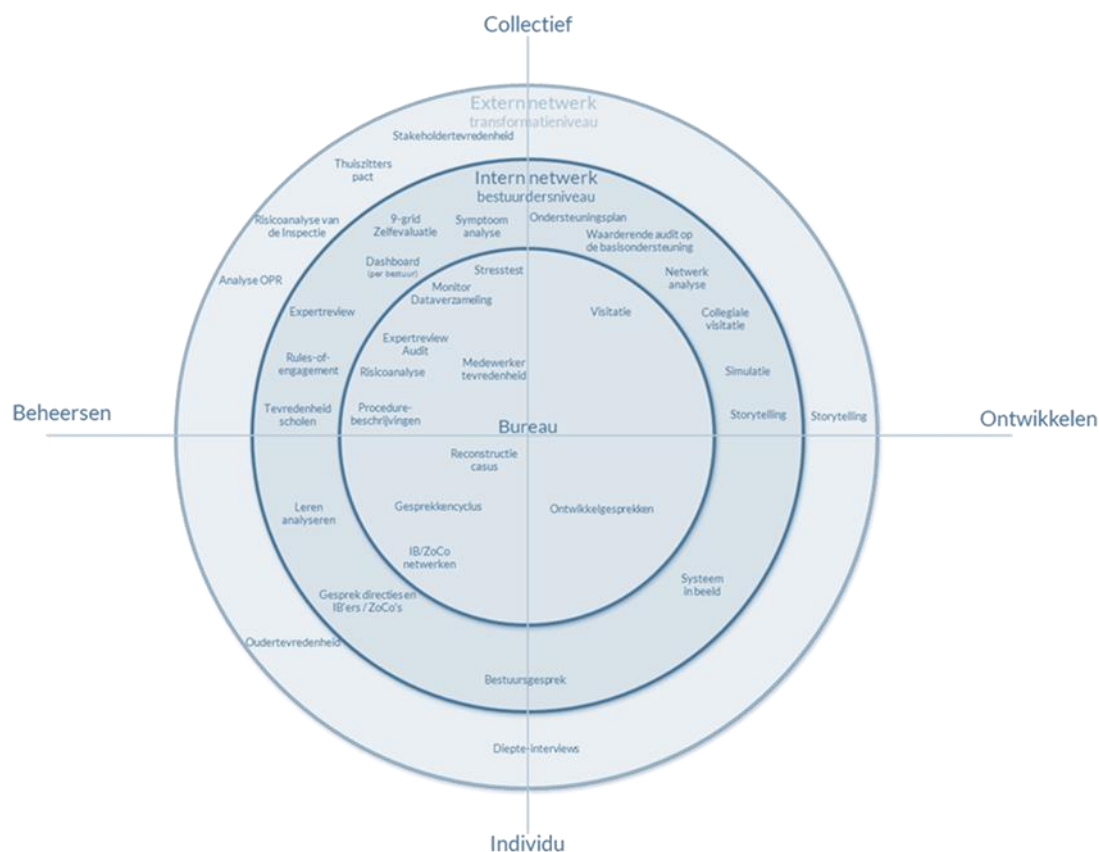 Collectief
Extern netwerk
transformatieniveau
Stakeholdertevredenheid
Thuiszitters
pact
Intern netwerk
bestuurdersniveau
Risicoanalyse van
de Inspectie
9-grid
Zelfevaluatie
Symptoom
analyse
Ondersteuningsplan
Waarderende audit op
de basisondersteuning
Dashboard
(per bestuur)
Stresstest
Netwerk
analyse
Analyse OPR
Monitor
Dataverzameling
Expertreview
Visitatie
Collegiale
visitatie
Expertreview
Audit
Rules-of-
engagement
Risicoanalyse
Medewerker
tevredenheid
Simulatie
Beheersen
Tevredenheid
scholen
Procedure-
beschrijvingen
Bureau
Storytelling
Storytelling
Ontwikkelen
Reconstructie
casus
Leren
analyseren
Gesprekkencyclus
Ontwikkelgesprekken
IB/ZoCo
netwerken
Systeem
in beeld
Gesprek directies en
IB'ers / ZoCo's
Oudertevredenheid
Bestuursgesprek
Diepte-interviews
Individu